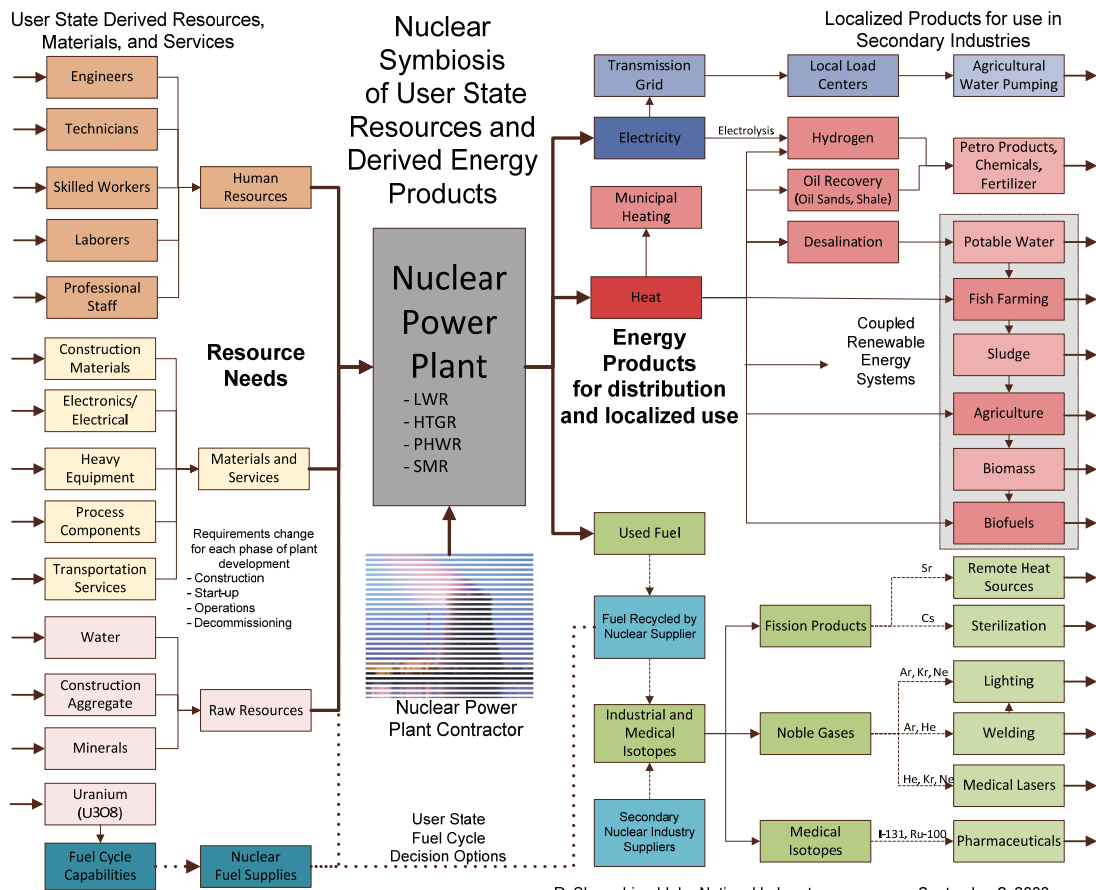 User State Derived Resources,
Materials, and Services
Nuclear
Symbiosis
of User State
Resources and
Derived Energy
Products
Localized Products for use in
Secondary Industries
Engineers
Technicians
Skilled Workers
Laborers
Professional
Staff
Human
Resources
Construction
Materials
Electronics/
Electrical
Heavy
Equipment
Process
Components
Transportation
Services
Resource
Needs
Materials and
Services
Requirements change
for each phase of plant
development
- Construction
- Start-up
- Operations
- Decommissioning
Water
Construction
Aggregate
Minerals
Raw Resources
Uranium
(U3O8)
Fuel Cycle
Capabilities
Nuclear
Fuel Supplies
Nuclear
Power
Plant
- LWR
- HTGR
- PHWR
- SMR
Nuclear Power
Plant Contractor
User State
Fuel Cycle
Decision Options
Transmission
Grid
Local Load
Centers
Agricultural
Water Pumping
Electricity
Electrolysis
Hydrogen
Petro Products,
Chemicals,
Fertilizer
Oil Recovery
(Oil Sands, Shale)
Municipal
Heating
Desalination
Potable Water
Heat
Fish Farming
Energy
Products
for distribution
and localized use
Coupled
Renewable
Energy
Systems
Sludge
Agriculture
Biomass
Biofuels
Used Fuel
Fuel Recycled by
Nuclear Supplier
Industrial and
Medical
Isotopes
Secondary
Nuclear Industry
Suppliers
Fission Products
Sr
Remote Heat
Sources
Cs
Sterilization
Noble Gases
Ar, Kr, Ne
Lighting
Ar, He
Welding
He, Kr, Ne
Medical Lasers
Medical
Isotopes
I-131, Ru-100
Pharmaceuticals